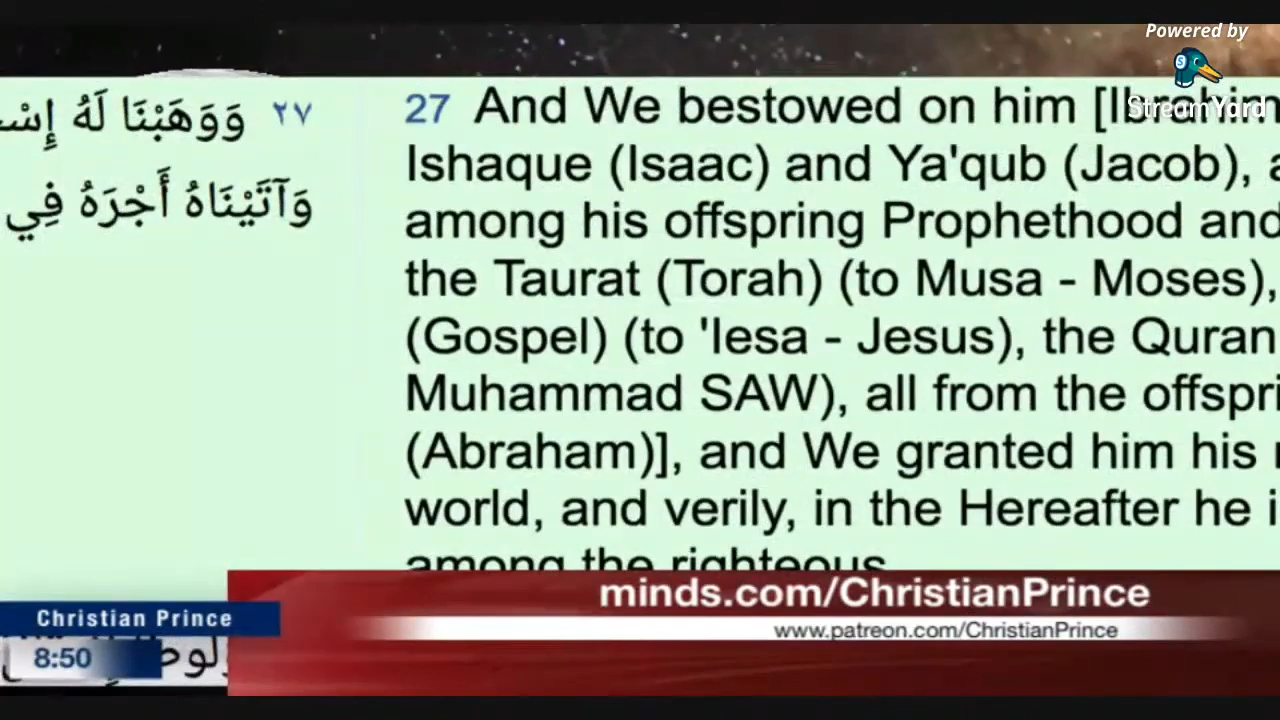 Powered by
StreamYard
٢٧ وَوَهَبْنَا لَهُ
وَآتَيْنَاهُ أَجْرَهُ فِي
27 And We bestowed on him [Ibrahim
Ishaque (Isaac) and Ya'qub (Jacob),
among his offspring Prophethood and
the Taurat (Torah) (to Musa - Moses),
(Gospel) (to 'Iesa - Jesus), the Quran
Muhammad SAW), all from the offspri
(Abraham)], and We granted him his
world, and verily, in the Hereafter he i
among the righteous
minds.com/ChristianPrince
www.patreon.com/ChristianPrince
Christian Prince
8:50